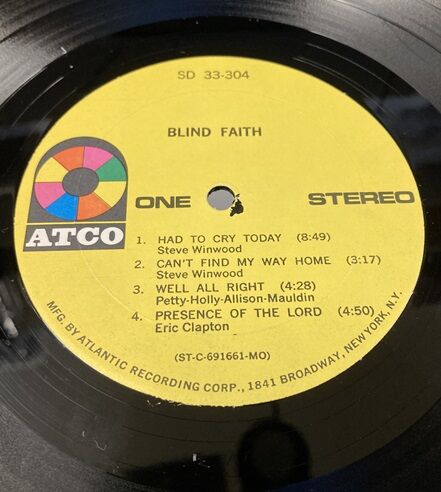 SD 33-304
BLIND FAITH
ATCO
ONE
STEREO
1. HAD TO CRY TODAY (8:49)
Steve Winwood
2. CAN'T FIND MY WAY HOME (3:17)
Steve Winwood
3. WELL ALL RIGHT (4:28)
Petty-Holly-Allison-Mauldin
4. PRESENCE OF THE LORD (4:50)
Eric Clapton
(ST-C-691661-MO)
MFG. BY ATLANTIC RECORDING CORP., 1841 BROADWAY, NEW YORK, N.Y.